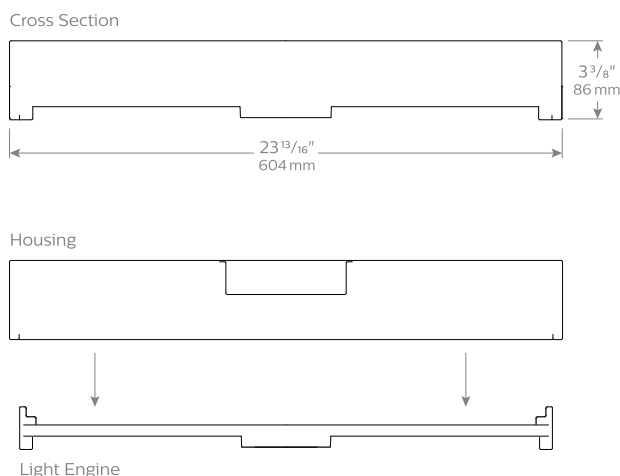 Cross Section
3 3/8"
86 mm
23 13/16"
604 mm
Housing
Light Engine